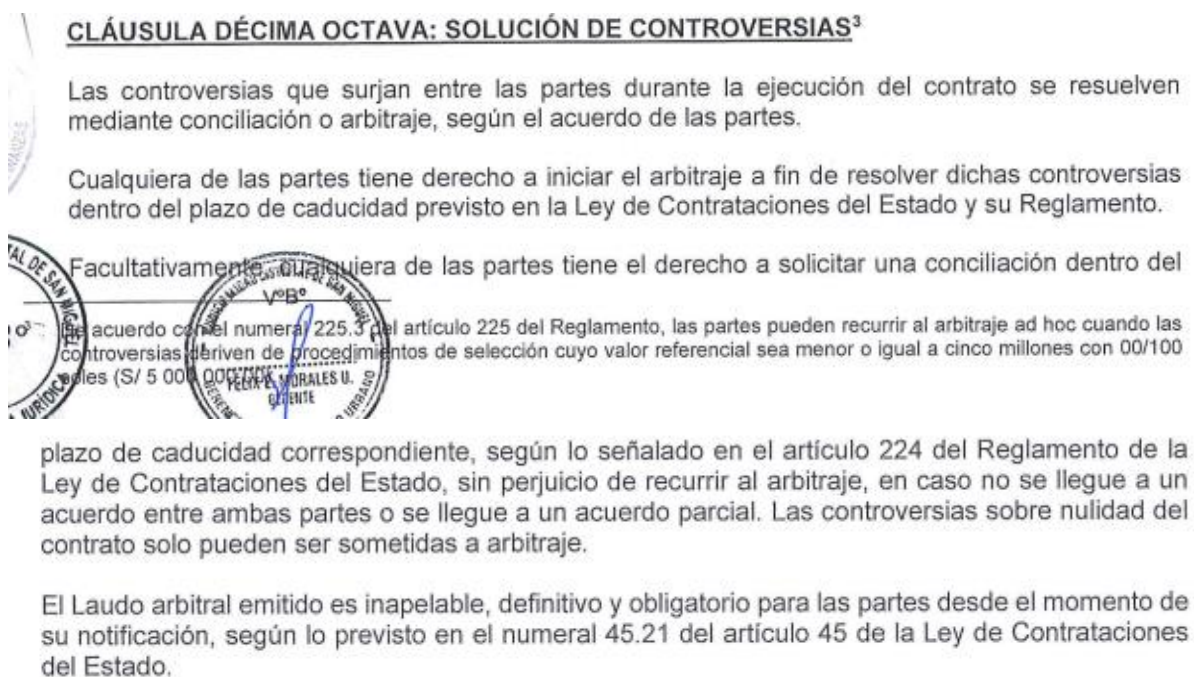 CLÁUSULA DÉCIMA OCTAVA: SOLUCIÓN DE CONTROVERSIAS³
Las controversias que surjan entre las partes durante la ejecución del contrato se resuelven
mediante conciliación o arbitraje, según el acuerdo de las partes.
Cualquiera de las partes tiene derecho a iniciar el arbitraje a fin de resolver dichas controversias
dentro del plazo de caducidad previsto en la Ley de Contrataciones del Estado y su Reglamento.
Facultativamente, cualquiera de las partes tiene el derecho a solicitar una conciliación dentro del
acuerdo con el numeral 225.3 del artículo 225 del Reglamento, las partes pueden recurrir al arbitraje ad hoc cuando las
controversias deriven de procedimientos de selección cuyo valor referencial sea menor o igual a cinco millones con 00/100
soles (S/ 5 000
DE SAN MIGUEL
JURÍDICA
DE SAN MIGUEL
VºBº
FELIX E. MORALES U.
GERENTE
URBANO
plazo de caducidad correspondiente, según lo señalado en el artículo 224 del Reglamento de la
Ley de Contrataciones del Estado, sin perjuicio de recurrir al arbitraje, en caso no se llegue a un
acuerdo entre ambas partes o se llegue a un acuerdo parcial. Las controversias sobre nulidad del
contrato solo pueden ser sometidas a arbitraje.
El Laudo arbitral emitido es inapelable, definitivo y obligatorio para las partes desde el momento de
su notificación, según lo previsto en el numeral 45.21 del artículo 45 de la Ley de Contrataciones
del Estado.